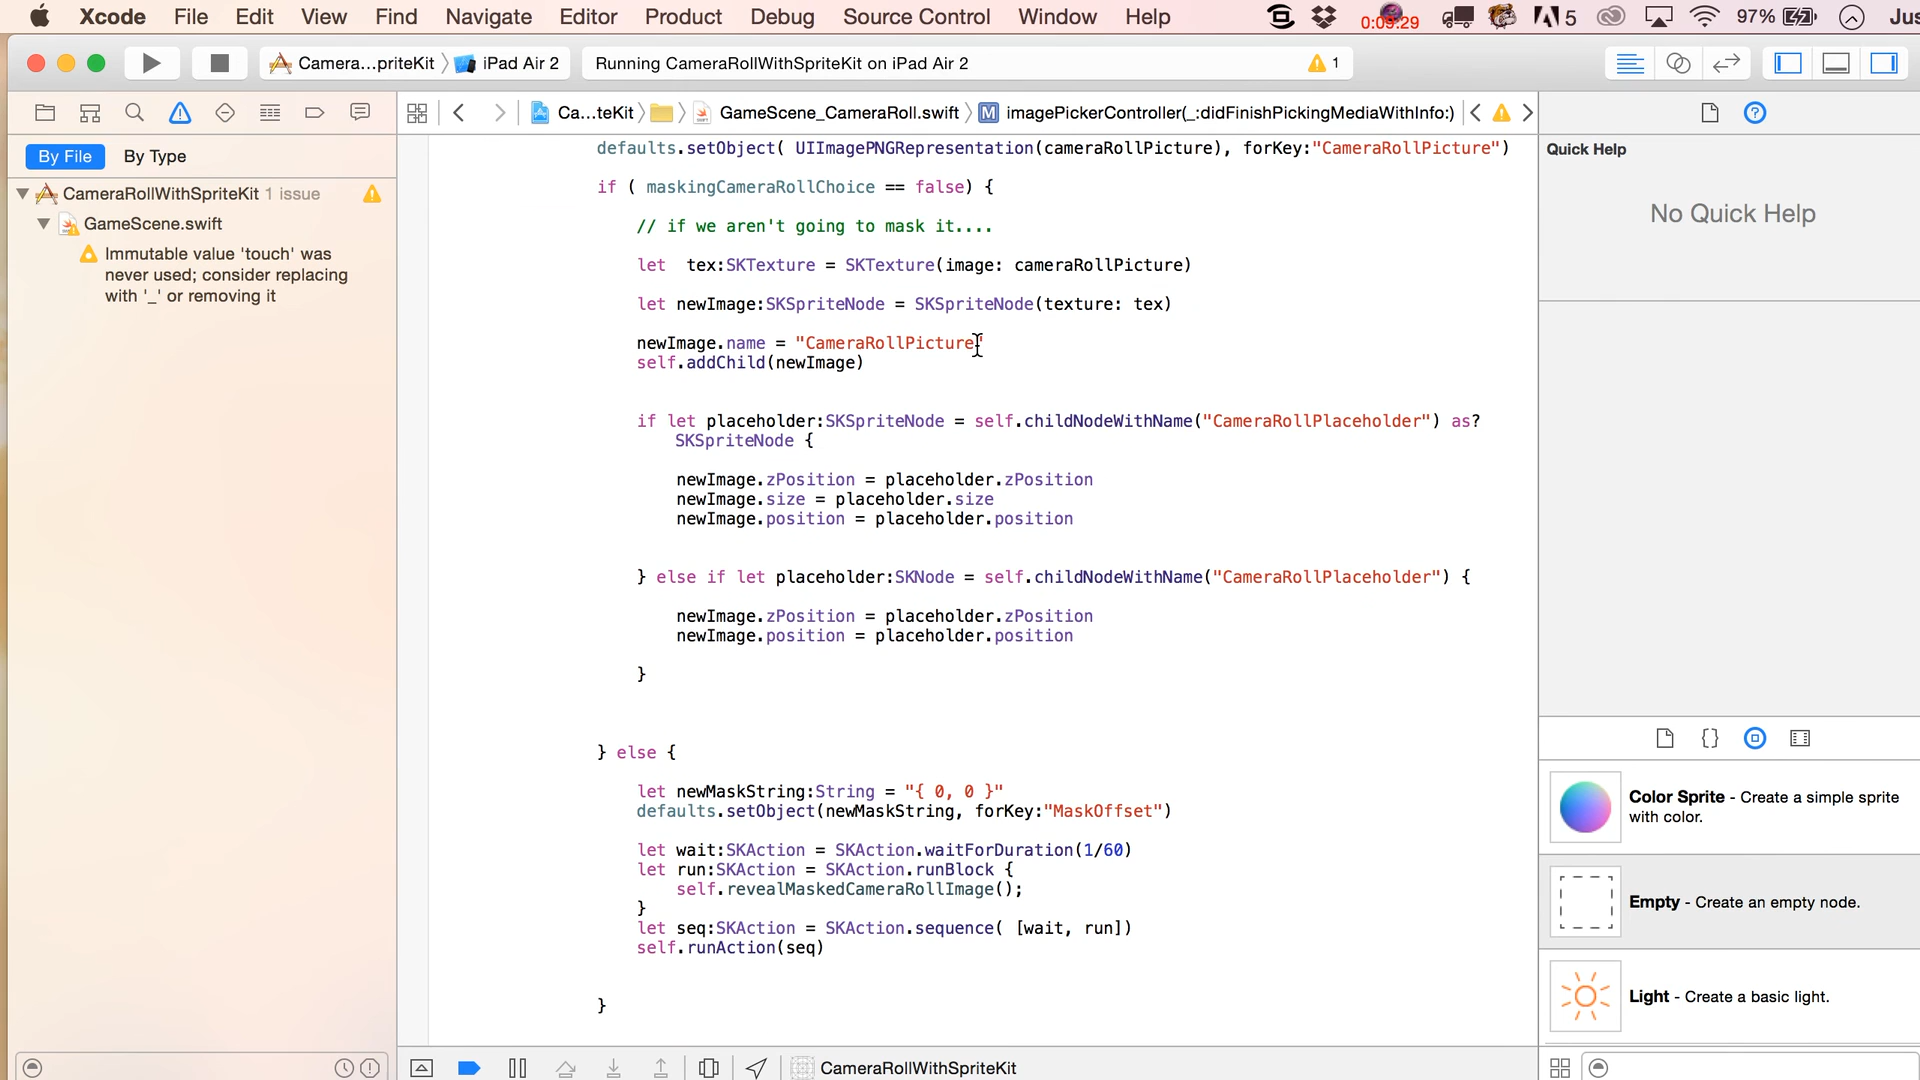 Xcode File Edit View Find Navigate Editor Product Debug Source Control Window Help 0:09:29 5 97% Jus
Camera...priteKit iPad Air 2 Running CameraRollWithSpriteKit on iPad Air 2 1
Ca...teKit GameScene_CameraRoll.swift M imagePickerController(_:didFinishPickingMediaWithInfo:)
By File By Type
CameraRollWithSpriteKit 1 issue
GameScene.swift
Immutable value 'touch' was
never used; consider replacing
with '_' or removing it
defaults.setObject( UIImagePNGRepresentation(cameraRollPicture), forKey:"CameraRollPicture")
if ( maskingCameraRollChoice == false) {
// if we aren't going to mask it....
let  tex:SKTexture = SKTexture(image: cameraRollPicture)
let newImage:SKSpriteNode = SKSpriteNode(texture: tex)
newImage.name = "CameraRollPicture"
self.addChild(newImage)
if let placeholder:SKSpriteNode = self.childNodeWithName("CameraRollPlaceholder") as?
SKSpriteNode {
newImage.zPosition = placeholder.zPosition
newImage.size = placeholder.size
newImage.position = placeholder.position
} else if let placeholder:SKNode = self.childNodeWithName("CameraRollPlaceholder") {
newImage.zPosition = placeholder.zPosition
newImage.position = placeholder.position
}
} else {
let newMaskString:String = "{ 0, 0 }"
defaults.setObject(newMaskString, forKey:"MaskOffset")
let wait:SKAction = SKAction.waitForDuration(1/60)
let run:SKAction = SKAction.runBlock {
self.revealMaskedCameraRollImage();
}
let seq:SKAction = SKAction.sequence( [wait, run])
self.runAction(seq)
}
CameraRollWithSpriteKit
Quick Help
No Quick Help
Color Sprite - Create a simple sprite
with color.
Empty - Create an empty node.
Light - Create a basic light.